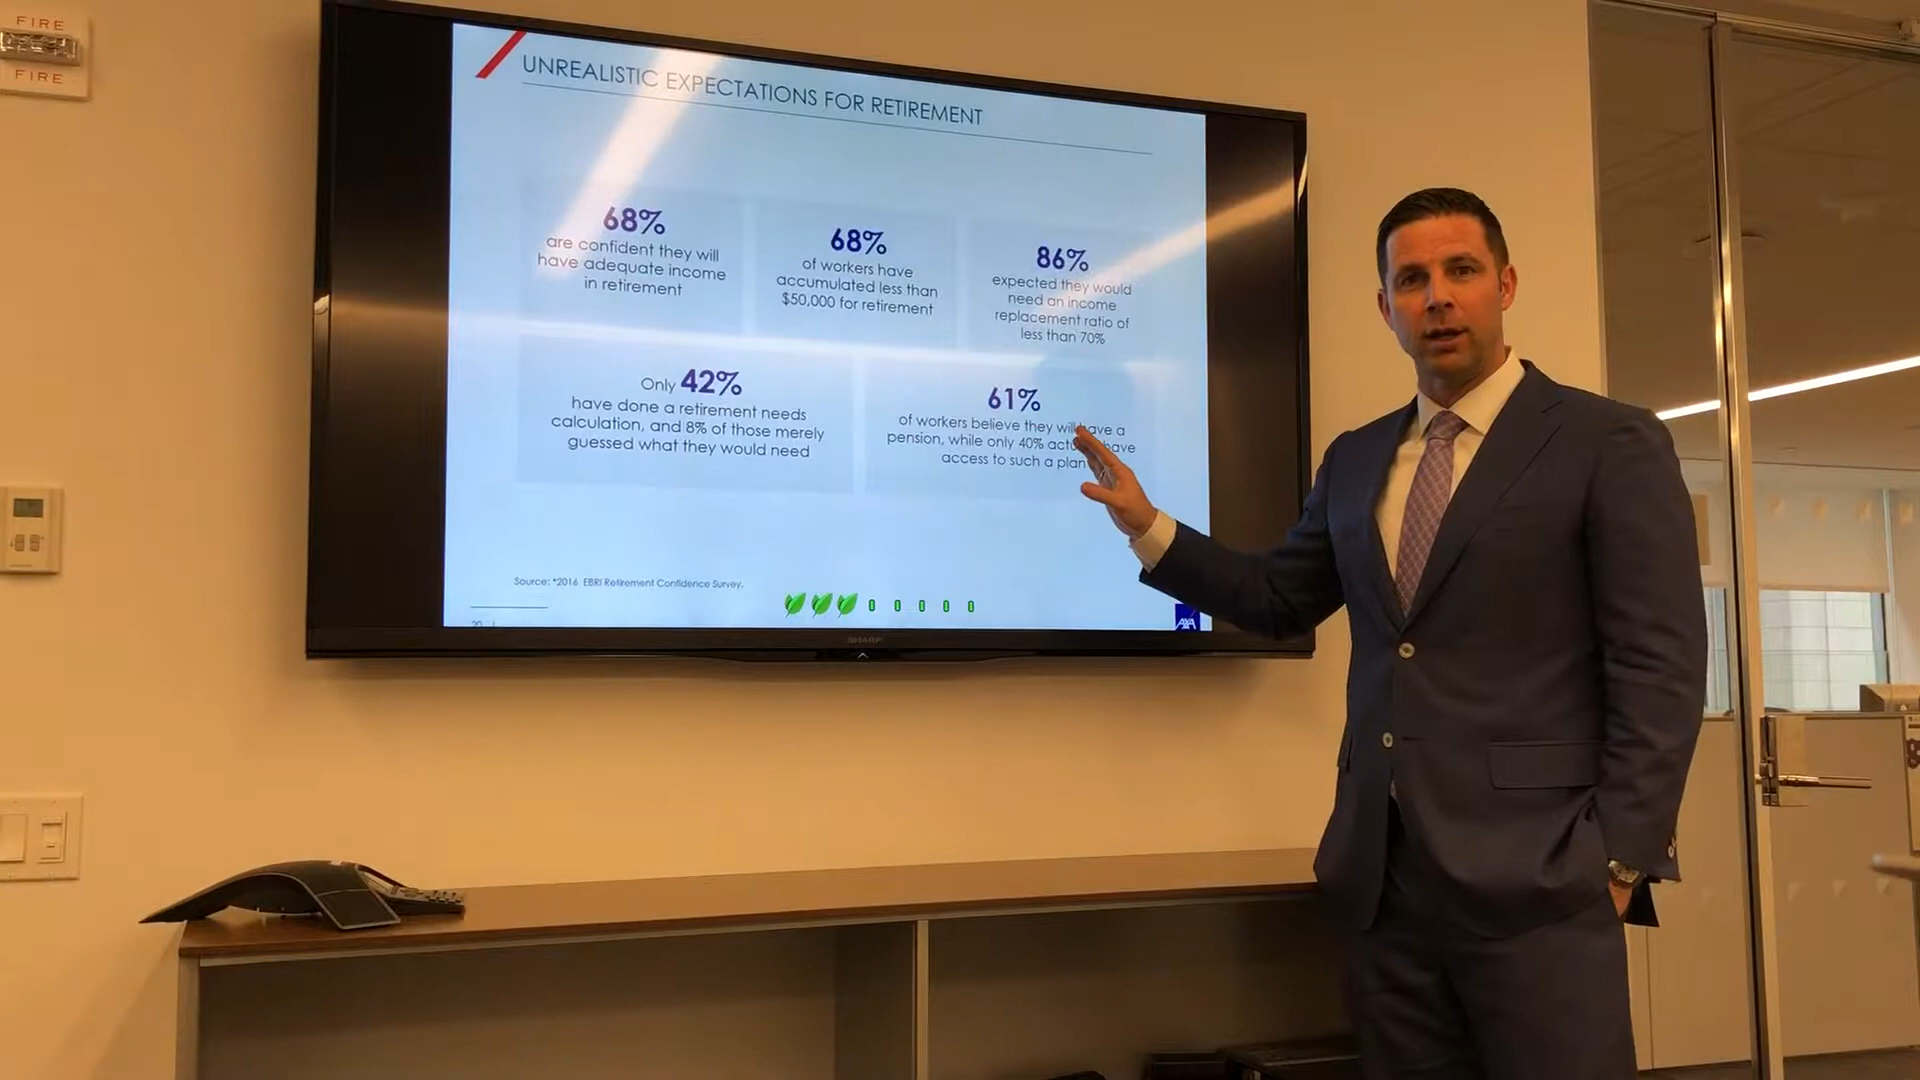 FIRE
FIRE
UNREALISTIC EXPECTATIONS FOR RETIREMENT
68%
are confident they will
have adequate income
in retirement
68%
of workers have
accumulated less than
$50,000 for retirement
86%
expected they would
need an income
replacement ratio of
less than 70%
Only 42%
have done a retirement needs
calculation, and 8% of those merely
guessed what they would need
61%
of workers believe they will have a
pension, while only 40% actually have
access to such a plan
Source: *2016 EBRI Retirement Confidence Survey.
AXA
SHARP